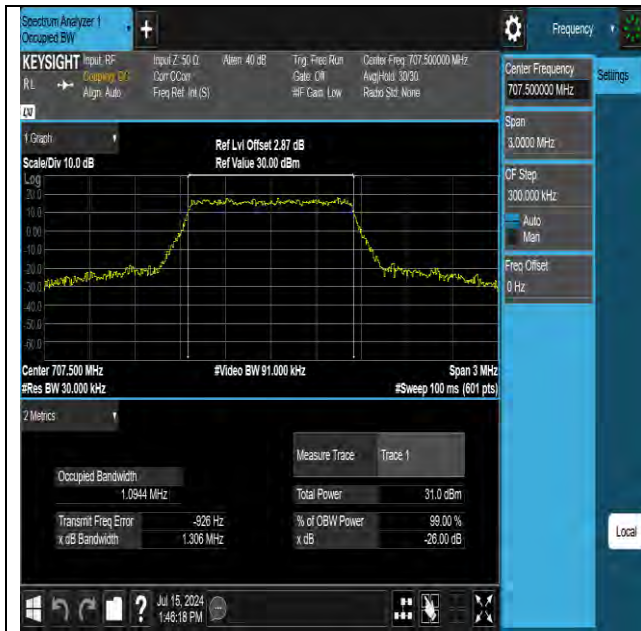 Spectrum Analyzer 1
Occupied BW
+
Frequency
KEYSIGHT
RL
Input: RF
Coupling: DC
Align: Auto
Input Z: 50 Ω
Corr CCorr
Freq Ref: Int (S)
Atten: 40 dB
Trig: Free Run
Gate: Off
#IF Gain: Low
Center Freq: 707.500000 MHz
Avg|Hold: 30/30
Radio Std: None
Center Frequency
707.500000 MHz
Settings
Span
3.0000 MHz
CF Step
300.000 kHz
Auto
Man
Freq Offset
0 Hz
1 Graph
Scale/Div 10.0 dB
Ref Lvl Offset 2.87 dB
Ref Value 30.00 dBm
Log
20.0
10.0
0.00
-10.0
-20.0
-30.0
-40.0
-50.0
-60.0
Center 707.500 MHz
#Video BW 91.000 kHz
Span 3 MHz
#Res BW 30.000 kHz
#Sweep 100 ms (601 pts)
2 Metrics
Measure Trace
Trace 1
Occupied Bandwidth
1.0944 MHz
Total Power
31.0 dBm
Transmit Freq Error
-926 Hz
% of OBW Power
99.00 %
x dB Bandwidth
1.306 MHz
x dB
-26.00 dB
Local
?
Jul 15, 2024
1:48:18 PM